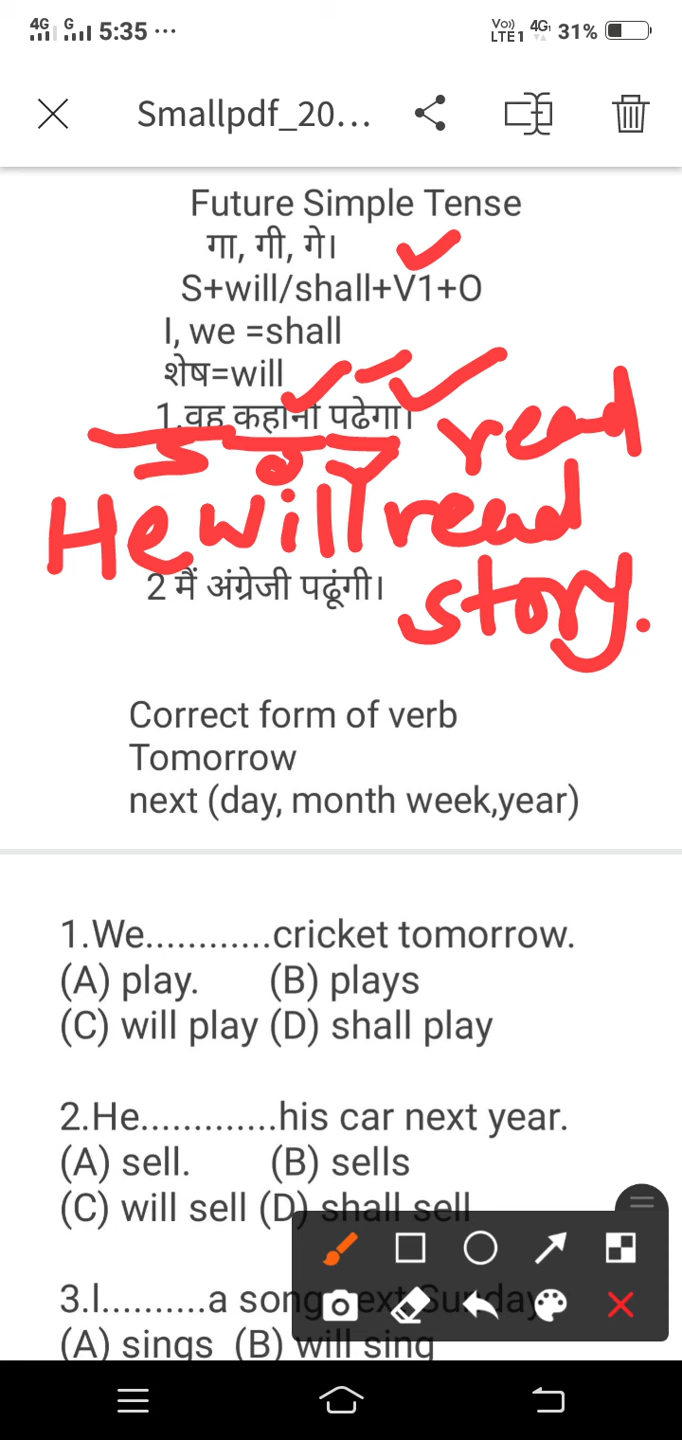 4G G 5:35 ···
Vo)) LTE1 4G 31%
Smallpdf_20...
Future Simple Tense
गा, गी, गे।
S+will/shall+V1+O
I, we =shall
शेष=will
1.वह कहानी पढेगा।
read
He will read
2 मैं अंग्रेजी पढूंगी।
story.
Correct form of verb
Tomorrow
next (day, month week,year)
1.We............cricket tomorrow.
(A) play. (B) plays
(C) will play (D) shall play
2.He.............his car next year.
(A) sell. (B) sells
(C) will sell (D) shall sell
3.I..........a song next Sunday
(A) sings (B) will sing